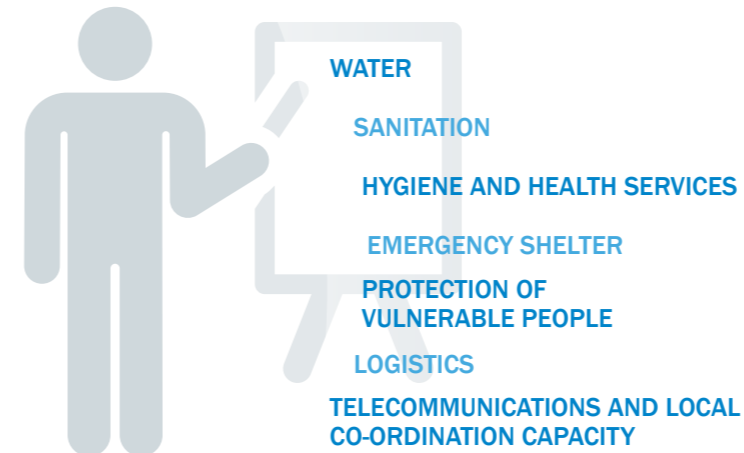 WATER
SANITATION
HYGIENE AND HEALTH SERVICES
EMERGENCY SHELTER
PROTECTION OF
VULNERABLE PEOPLE
LOGISTICS
TELECOMMUNICATIONS AND LOCAL
CO-ORDINATION CAPACITY